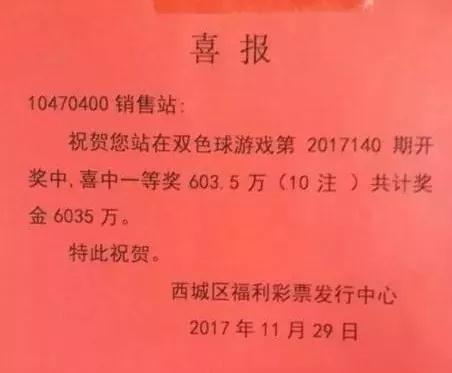 喜报
10470400 销售站:
祝贺您站在双色球游戏第 2017140 期开
奖中,喜中一等奖 603.5 万（10 注 ）共计奖
金 6035 万。
特此祝贺。
西城区福利彩票发行中心
2017 年 11 月 29 日